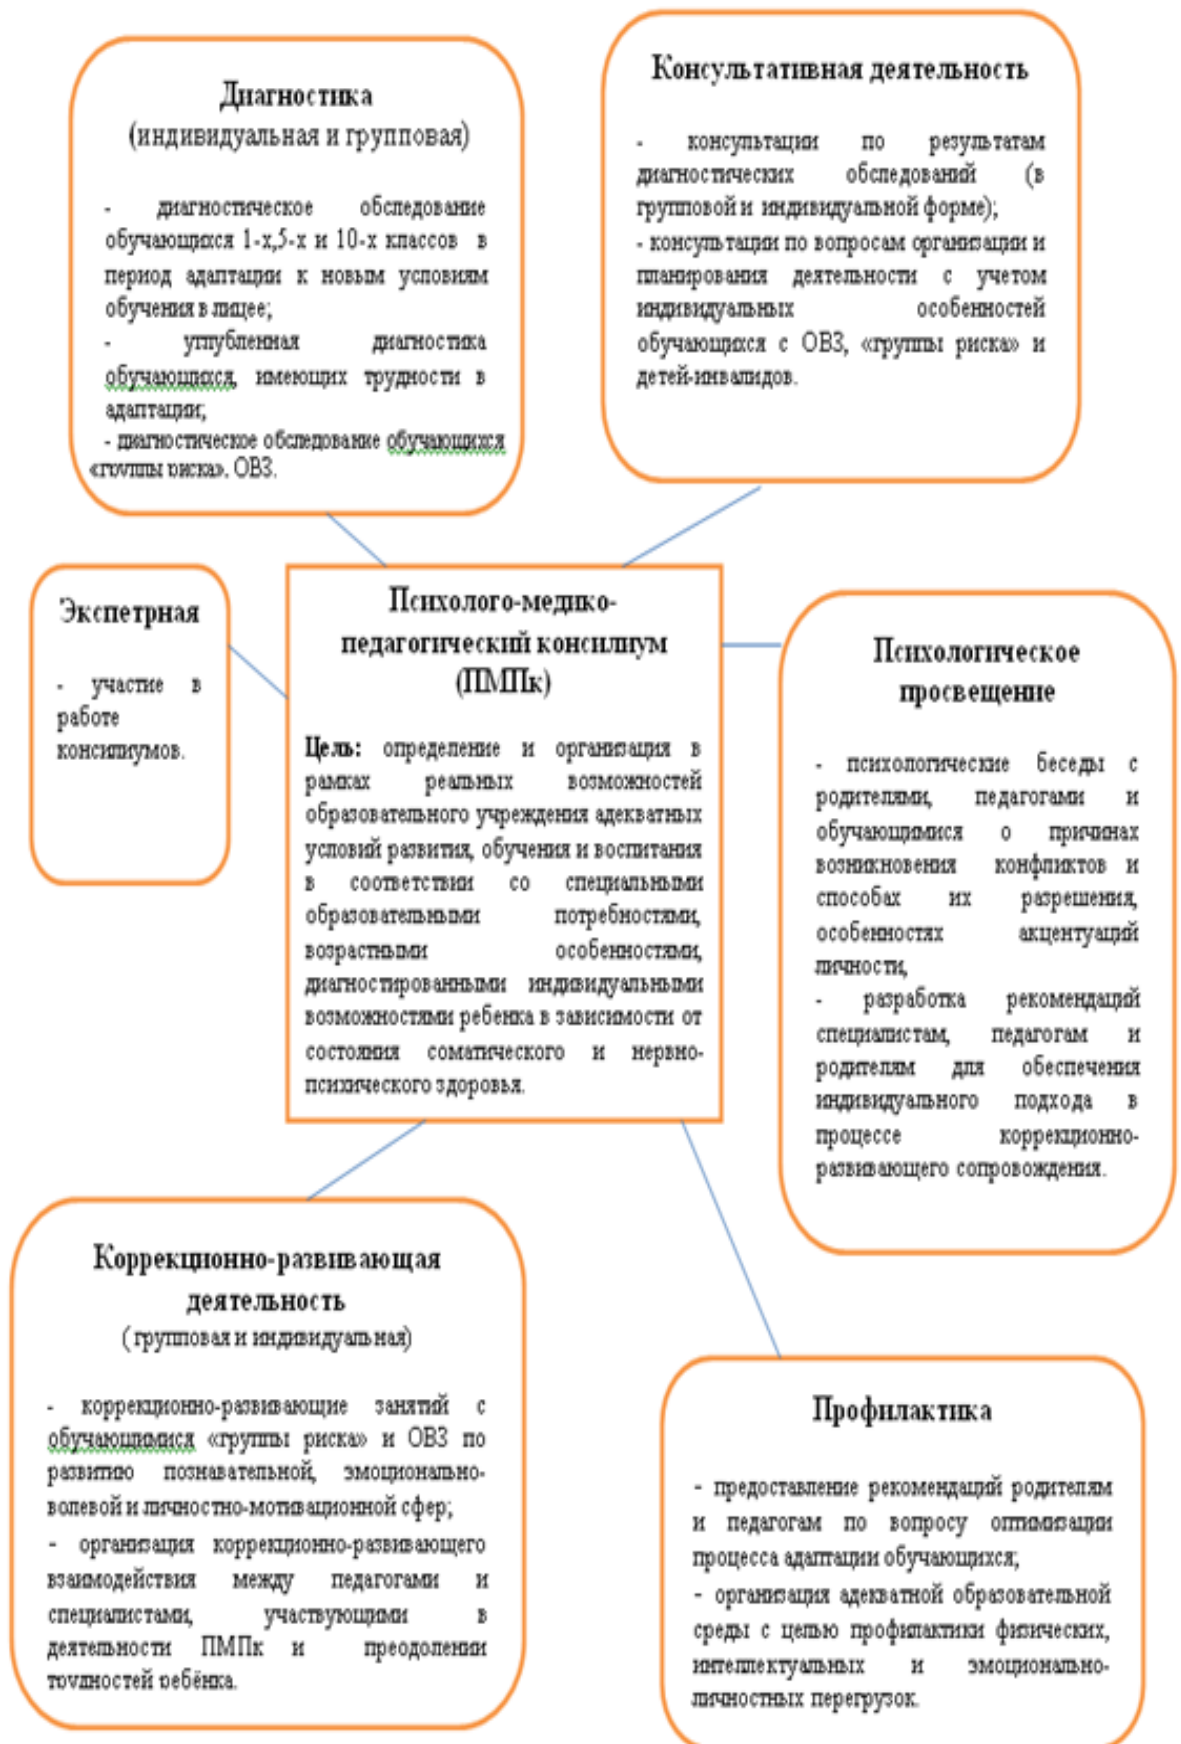 Диагностика
(индивидуальная и групповая)
- диагностическое обследование
обучающихся 1-х,5-х и 10-х классов в
период адаптации к новым условиям
обучения в лицее;
- углубленная диагностика
обучающихся, имеющих трудности в
адаптации;
- диагностическое обследование обучающихся
«группы риска», ОВЗ.
Консультативная деятельность
- консультации по результатам
диагностических обследований (в
групповой и индивидуальной форме);
- консультации по вопросам организации и
планирования деятельности с учетом
индивидуальных особенностей
обучающихся с ОВЗ, «группы риска» и
детей-инвалидов.
Экспетрная
- участие в
работе
консилиумов.
Психолого-медико-
педагогический консилиум
(ПМПк)
Цель: определение и организация в
рамках реальных возможностей
образовательного учреждения адекватных
условий развития, обучения и воспитания
в соответствии со специальными
образовательными потребностями,
возрастными особенностями,
диагностированными индивидуальными
возможностями ребенка в зависимости от
состояния соматического и нервно-
психического здоровья.
Психологическое
просвещение
- психологические беседы с
родителями, педагогами и
обучающимися о причинах
возникновения конфликтов и
способах их разрешения,
особенностях акцентуаций
личности,
- разработка рекомендаций
специалистам, педагогам и
родителям для обеспечения
индивидуального подхода в
процессе коррекционно-
развивающего сопровождения.
Коррекционно-развивающая
деятельность
( групповая и индивидуальная)
- коррекционно-развивающие занятий с
обучающимися «группы риска» и ОВЗ по
развитию познавательной, эмоционально-
волевой и личностно-мотивационной сфер;
- организация коррекционно-развивающего
взаимодействия между педагогами и
специалистами, участвующими в
деятельности ПМПк и преодолении
трудностей ребёнка.
Профилактика
- предоставление рекомендаций родителям
и педагогам по вопросу оптимизации
процесса адаптации обучающихся;
- организация адекватной образовательной
среды с целью профилактики физических,
интеллектуальных и эмоционально-
личностных перегрузок.